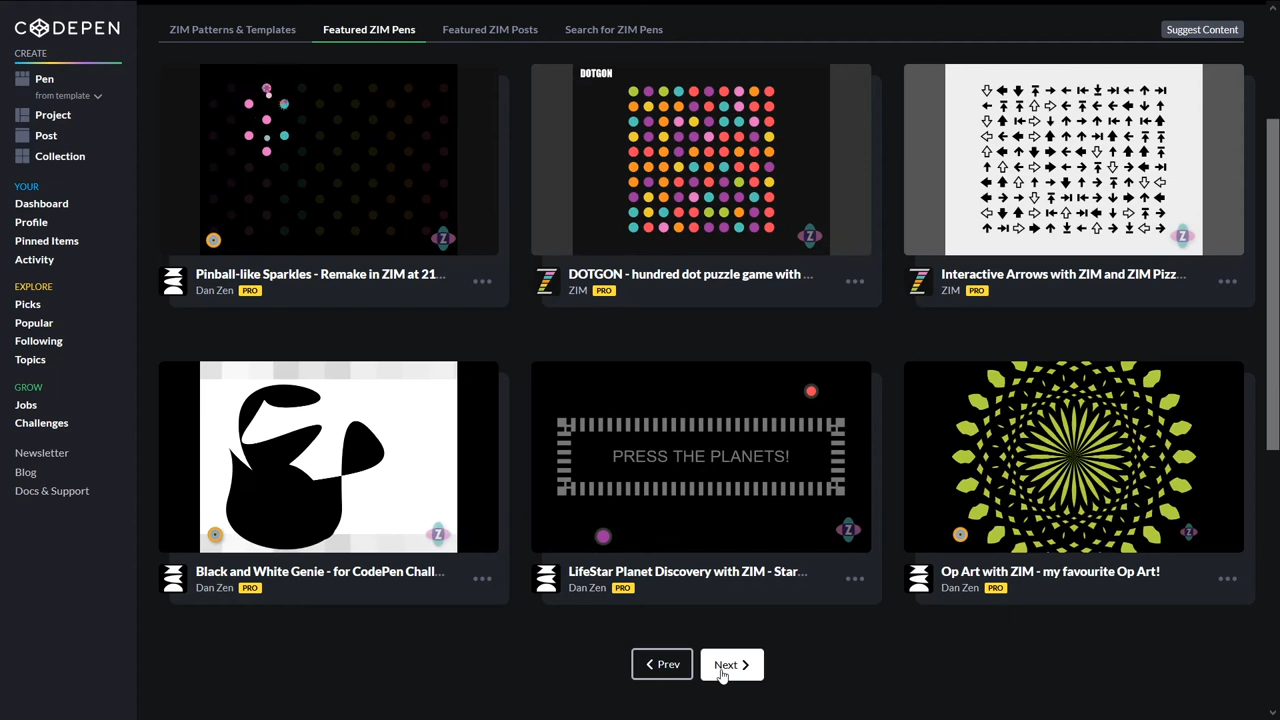 CODEPEN
CREATE
Pen
from template
Project
Post
Collection
YOUR
Dashboard
Profile
Pinned Items
Activity
EXPLORE
Picks
Popular
Following
Topics
GROW
Jobs
Challenges
Newsletter
Blog
Docs & Support
ZIM Patterns & Templates
Featured ZIM Pens
Featured ZIM Posts
Search for ZIM Pens
Suggest Content
Pinball-like Sparkles - Remake in ZIM at 21...
Dan Zen PRO
DOTGON
DOTGON - hundred dot puzzle game with ...
ZIM PRO
Z
Interactive Arrows with ZIM and ZIM Pizz...
ZIM PRO
Z
Black and White Genie - for CodePen Chall...
Dan Zen PRO
Z
PRESS THE PLANETS!
Z
LifeStar Planet Discovery with ZIM - Star...
Dan Zen PRO
Z
Op Art with ZIM - my favourite Op Art!
Dan Zen PRO
Prev
Next